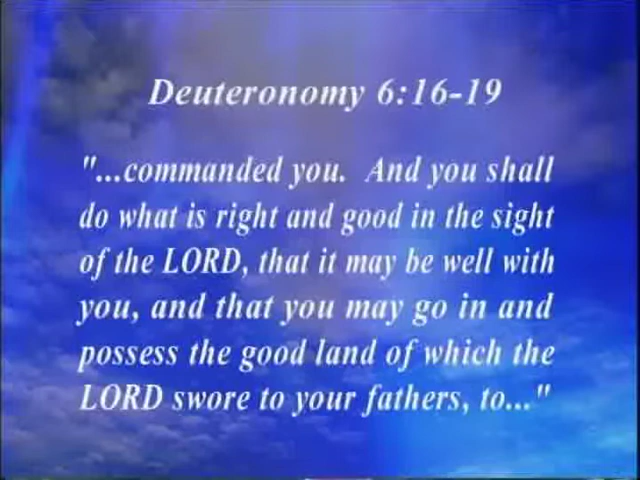 Deuteronomy 6:16-19
"...commanded you. And you shall
do what is right and good in the sight
of the LORD, that it may be well with
you, and that you may go in and
possess the good land of which the
LORD swore to your fathers, to..."